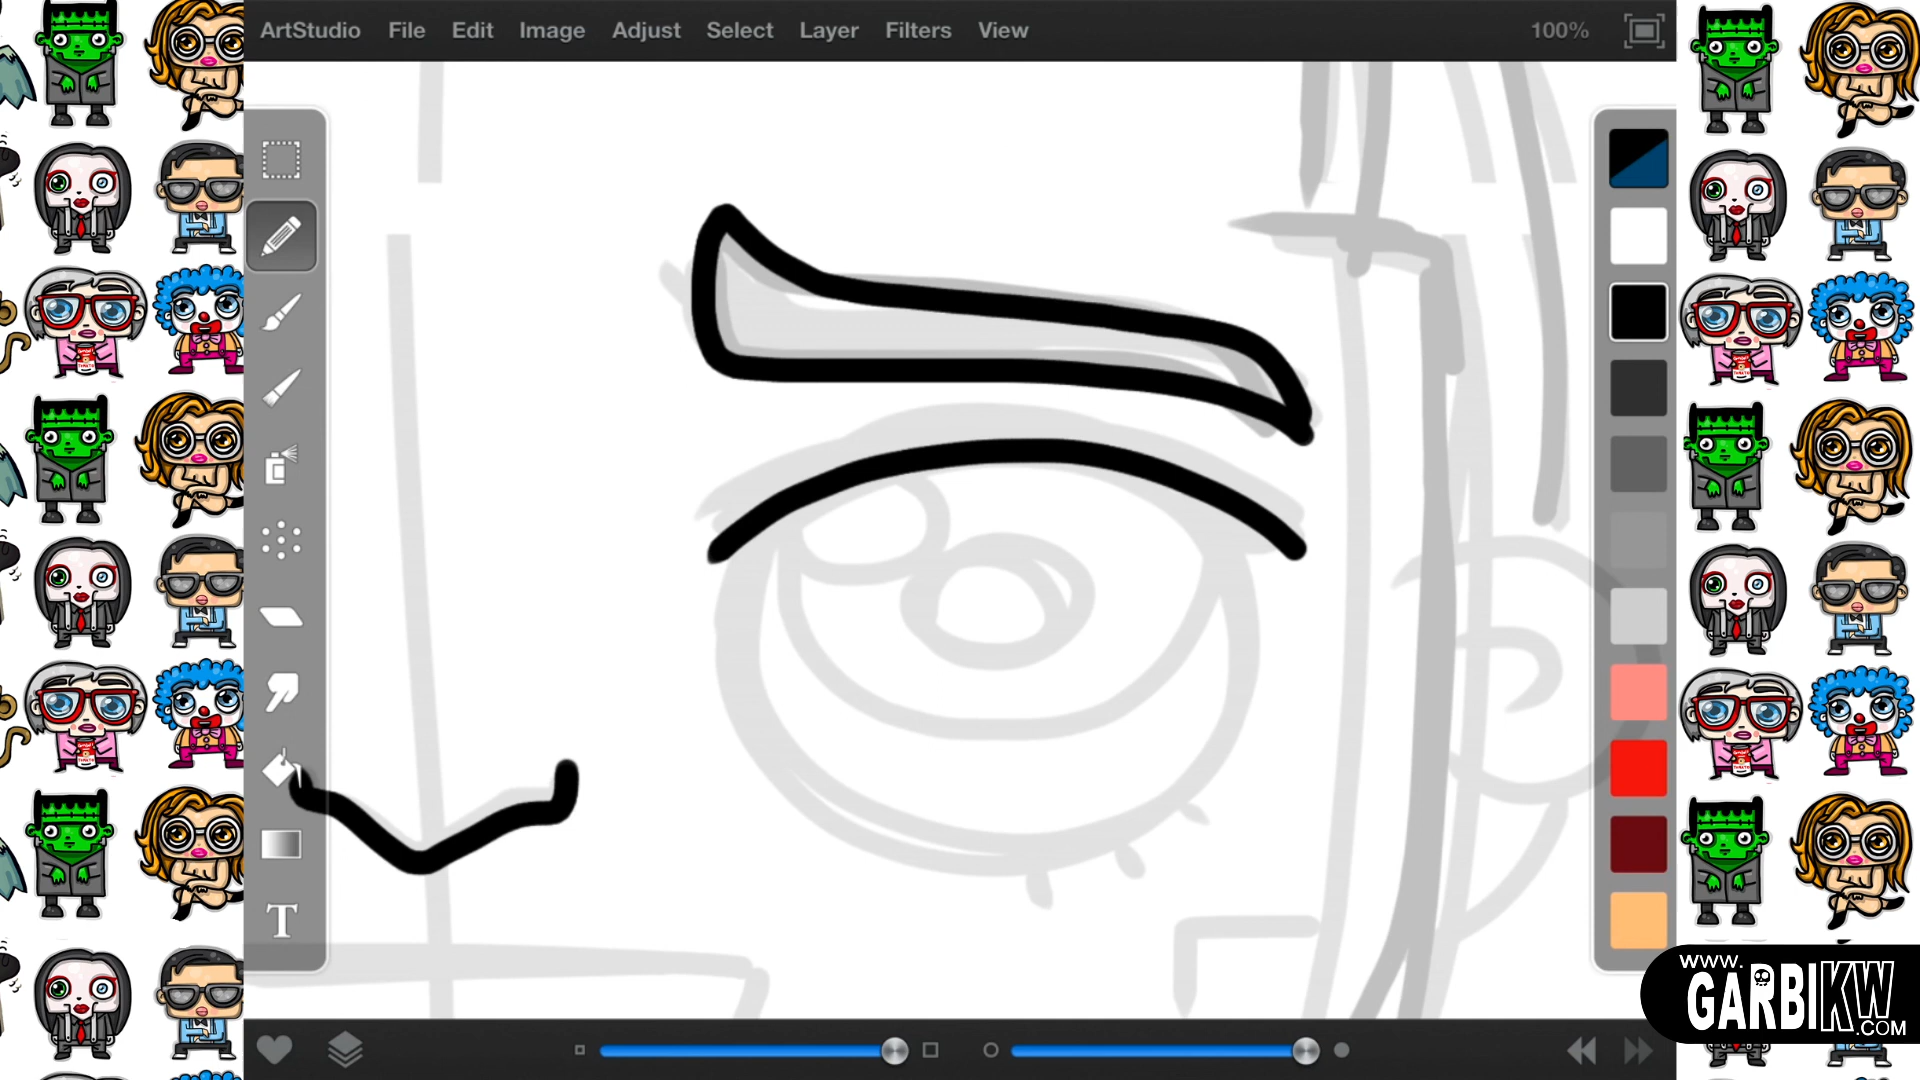 ArtStudio File Edit Image Adjust Select Layer Filters View 100%
T
www.
GARBIKW
.COM